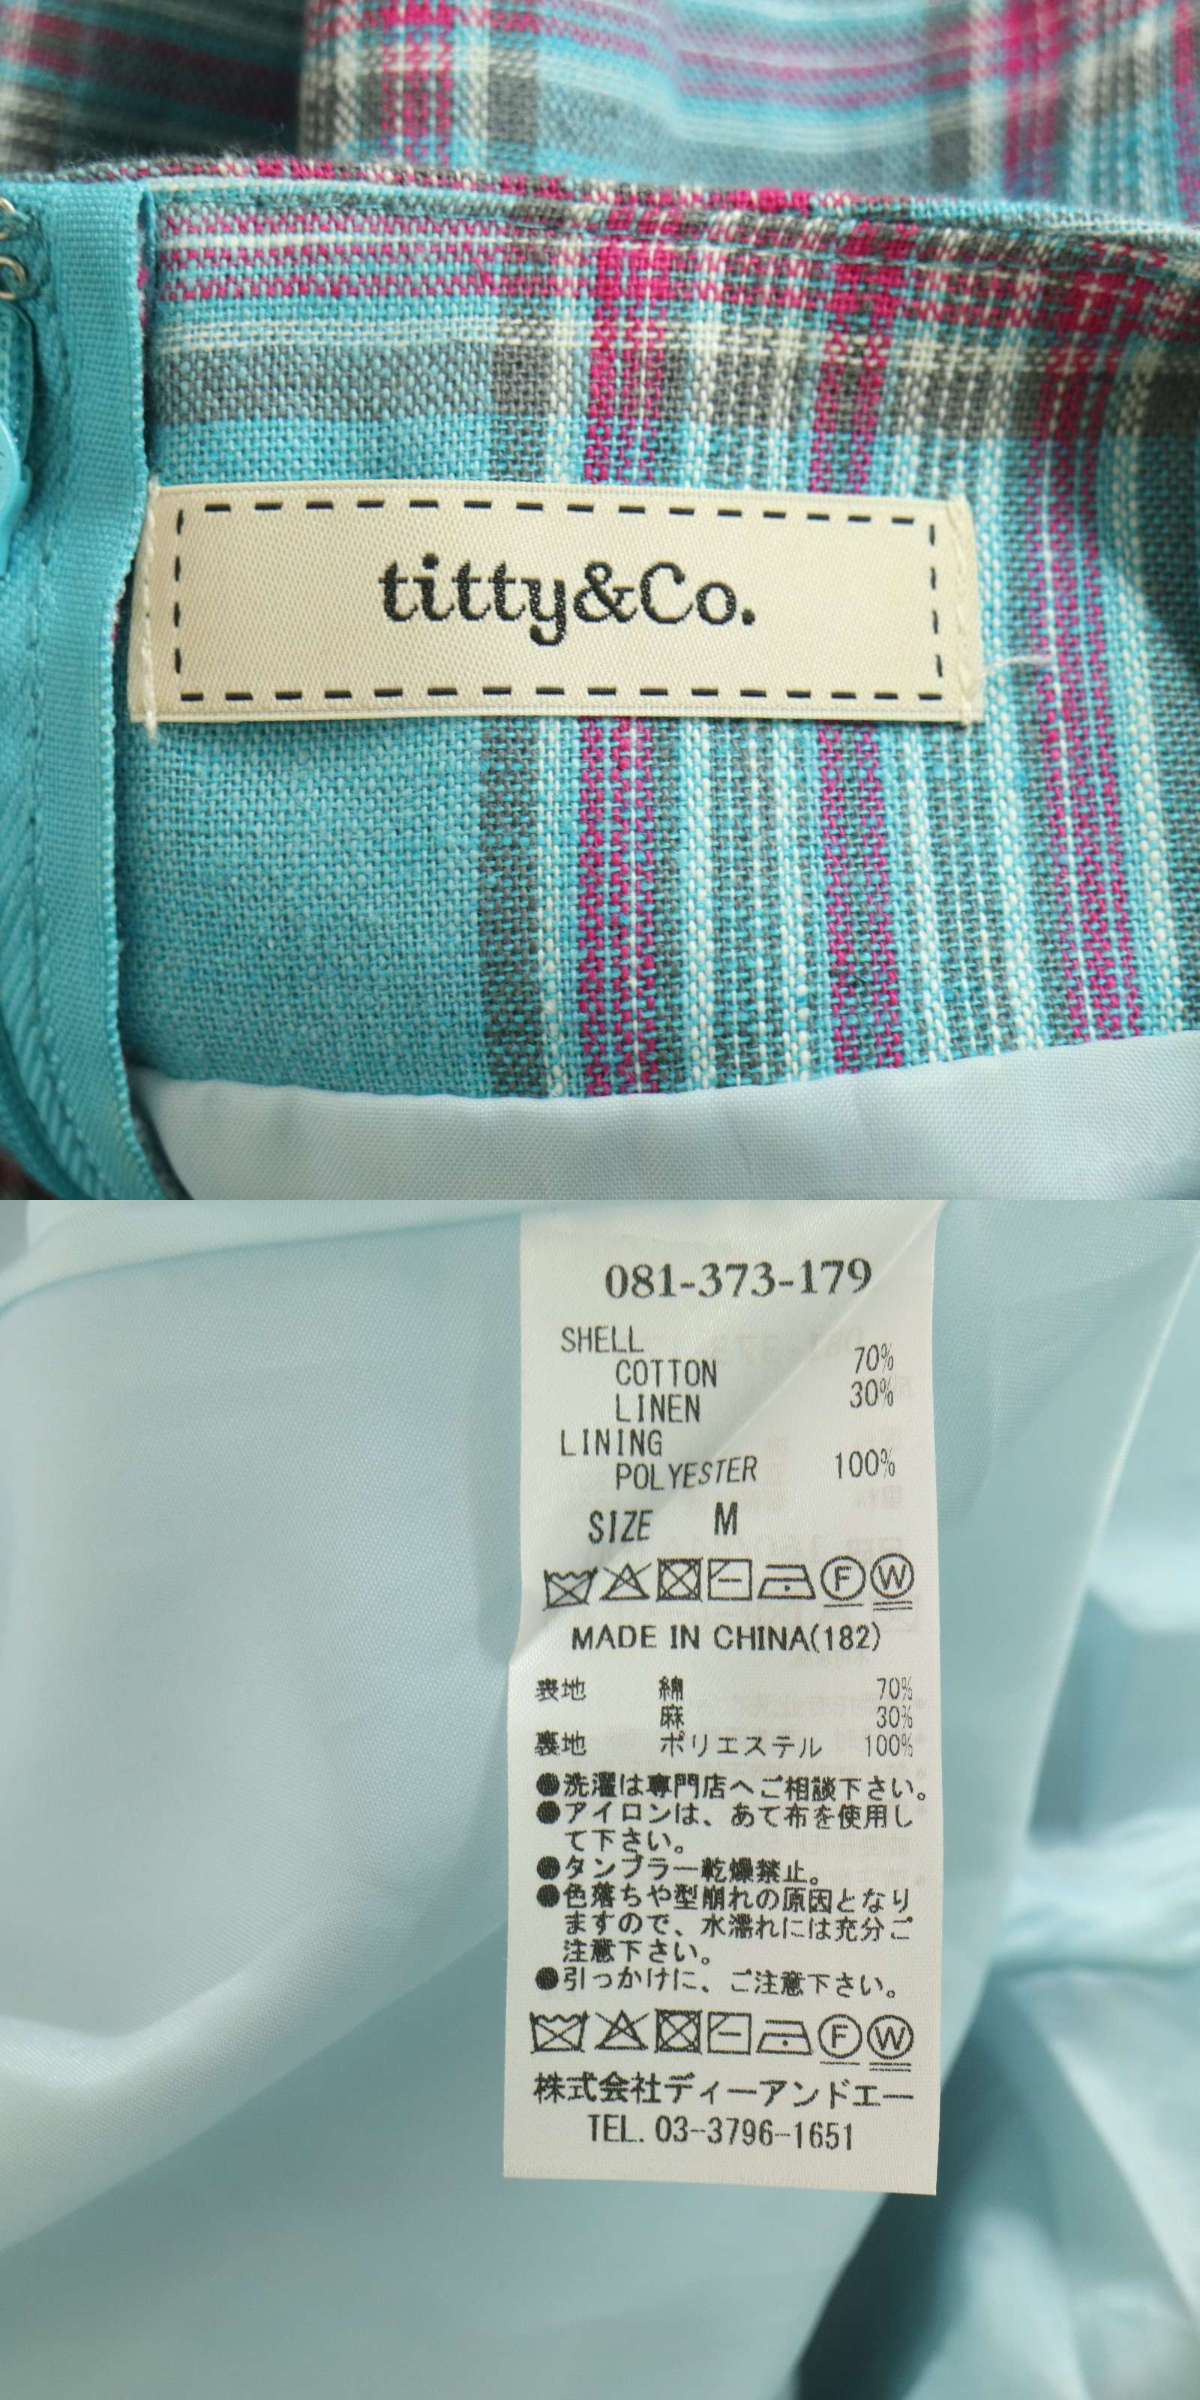 titty&Co.
081-373-179
SHELL
COTTON 70%
LINEN 30%
LINING
POLYESTER 100%
SIZE M
F W
MADE IN CHINA(182)
表地 綿 70%
麻 30%
裏地 ポリエステル 100%
●洗濯は専門店へご相談下さい。
●アイロンは、あて布を使用し
て下さい。
●タンブラー乾燥禁止。
●色落ちや型崩れの原因となり
ますので、水濡れには充分ご
注意下さい。
●引っかけに、ご注意下さい。
F W
株式会社ディーアンドエー
TEL. 03-3796-1651